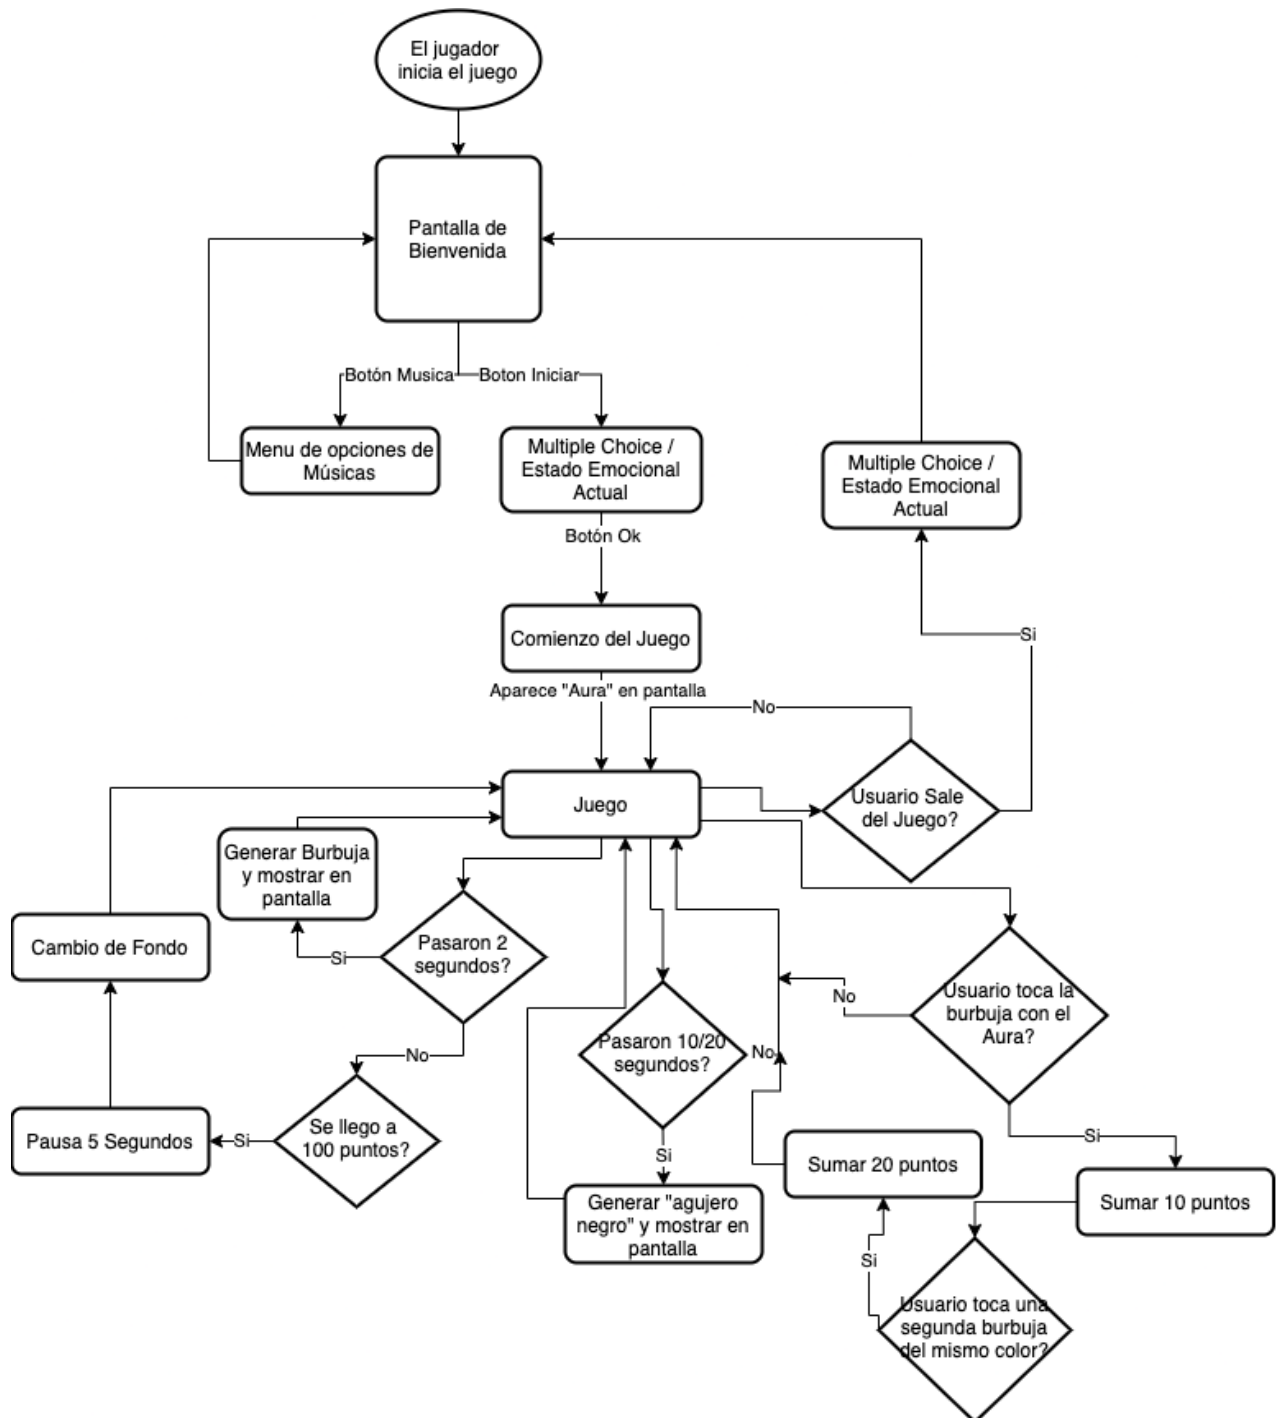 El jugador
inicia el juego
Pantalla de
Bienvenida
Botón Musica
Boton Iniciar
Menu de opciones de
Músicas
Multiple Choice /
Estado Emocional
Actual
Multiple Choice /
Estado Emocional
Actual
Botón Ok
Comienzo del Juego
Si
Aparece "Aura" en pantalla
No
Juego
Usuario Sale
del Juego?
Generar Burbuja
y mostrar en
pantalla
Cambio de Fondo
Si
Pasaron 2
segundos?
Usuario toca la
burbuja con el
Aura?
No
Pasaron 10/20
segundos?
No
No
Pausa 5 Segundos
Si
Se llego a
100 puntos?
Si
Si
Sumar 20 puntos
Sumar 10 puntos
Generar "agujero
negro" y mostrar en
pantalla
Si
Usuario toca una
segunda burbuja
del mismo color?